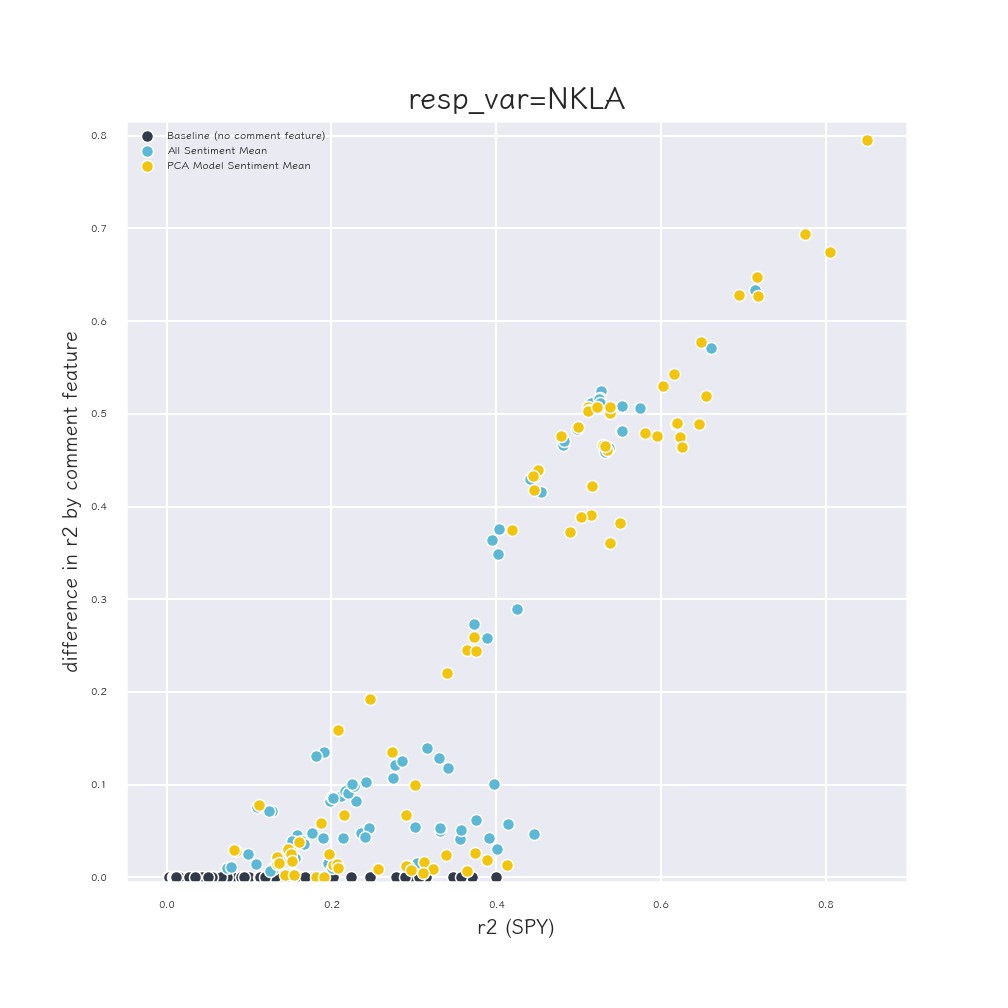 resp_var=NKLA
Baseline (no comment feature)
All Sentiment Mean
PCA Model Sentiment Mean
0.8
0.7
0.6
0.5
0.4
0.3
0.2
0.1
0.0
difference in r2 by comment feature
0.0 0.2 0.4 0.6 0.8
r2 (SPY)